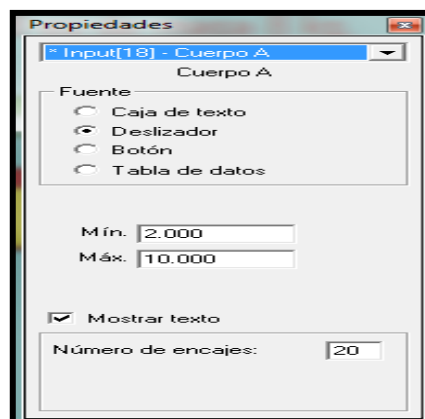 Propiedades
* Input[18] - Cuerpo A
Cuerpo A
Fuente
Caja de texto
Deslizador
Botón
Tabla de datos
Mín. 2.000
Máx. 10.000
Mostrar texto
Número de encajes: 20